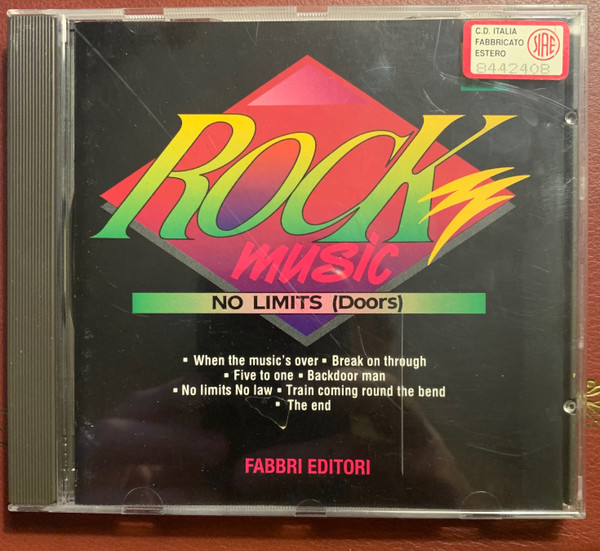 C.D. ITALIA
FABBRICATO
ESTERO
SIAE
8442408
ROCK
music
NO LIMITS (Doors)
▪ When the music's over ▪ Break on through
▪ Five to one ▪ Backdoor man
▪ No limits No law ▪ Train coming round the bend
▪ The end
FABBRI EDITORI